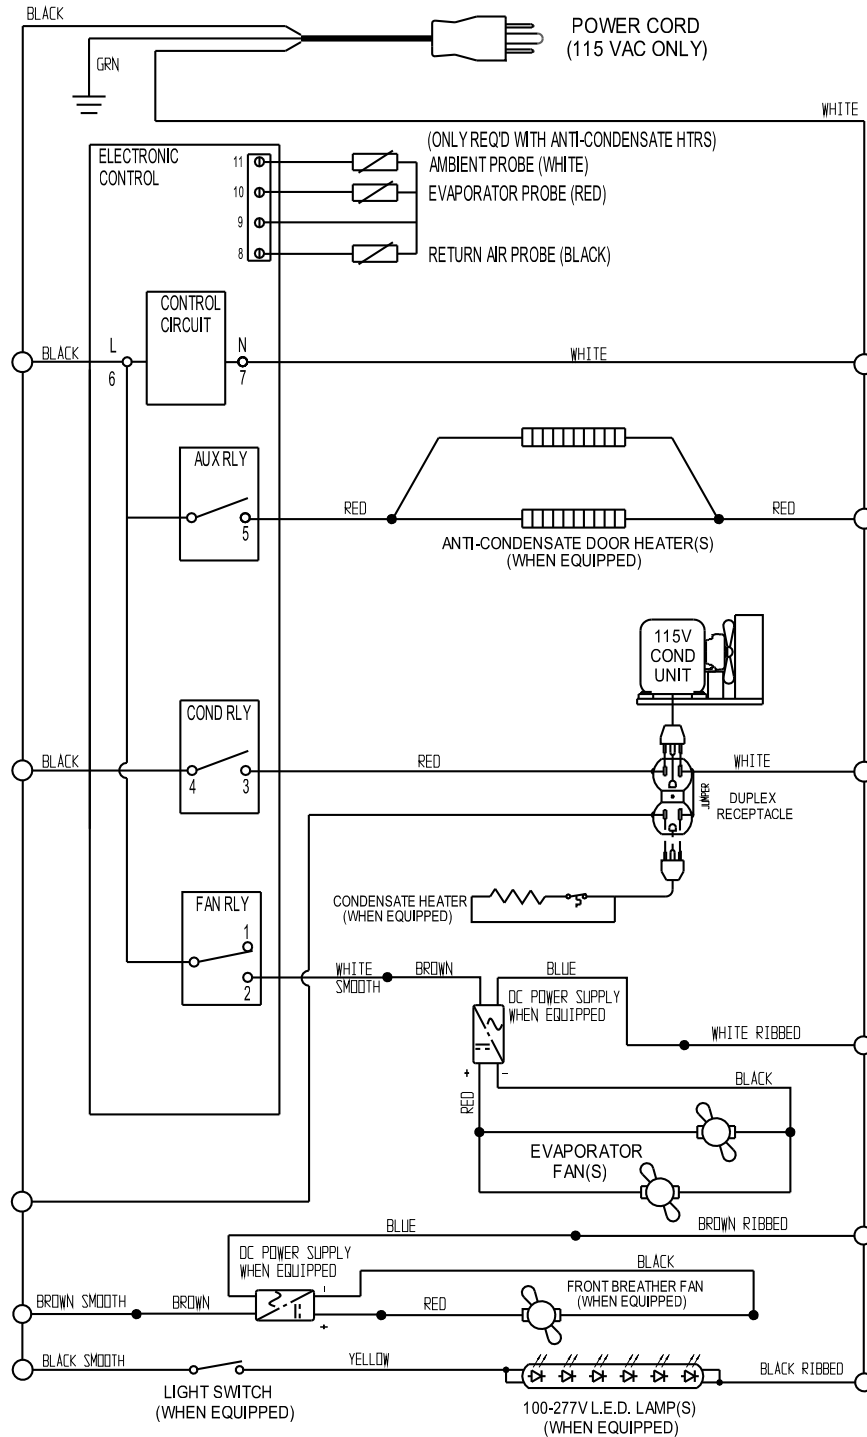 BLACK
POWER CORD
(115 VAC ONLY)
GRN
WHITE
ELECTRONIC
CONTROL
(ONLY REQ'D WITH ANTI-CONDENSATE HTRS)
11
AMBIENT PROBE (WHITE)
10
EVAPORATOR PROBE (RED)
9
8
RETURN AIR PROBE (BLACK)
CONTROL
CIRCUIT
BLACK
L
N
WHITE
6
7
AUX RLY
RED
RED
5
ANTI-CONDENSATE DOOR HEATER(S)
(WHEN EQUIPPED)
115V
COND
UNIT
COND RLY
BLACK
RED
WHITE
4
3
JUMPER
DUPLEX
RECEPTACLE
CONDENSATE HEATER
(WHEN EQUIPPED)
FAN RLY
1
2
WHITE
SMOOTH
BROWN
BLUE
DC POWER SUPPLY
WHEN EQUIPPED
WHITE RIBBED
+
-
RED
BLACK
EVAPORATOR
FAN(S)
BLUE
BROWN RIBBED
DC POWER SUPPLY
WHEN EQUIPPED
-
BLACK
FRONT BREATHER FAN
(WHEN EQUIPPED)
BROWN SMOOTH
BROWN
RED
+
BLACK SMOOTH
YELLOW
BLACK RIBBED
LIGHT SWITCH
(WHEN EQUIPPED)
100-277V L.E.D. LAMP(S)
(WHEN EQUIPPED)